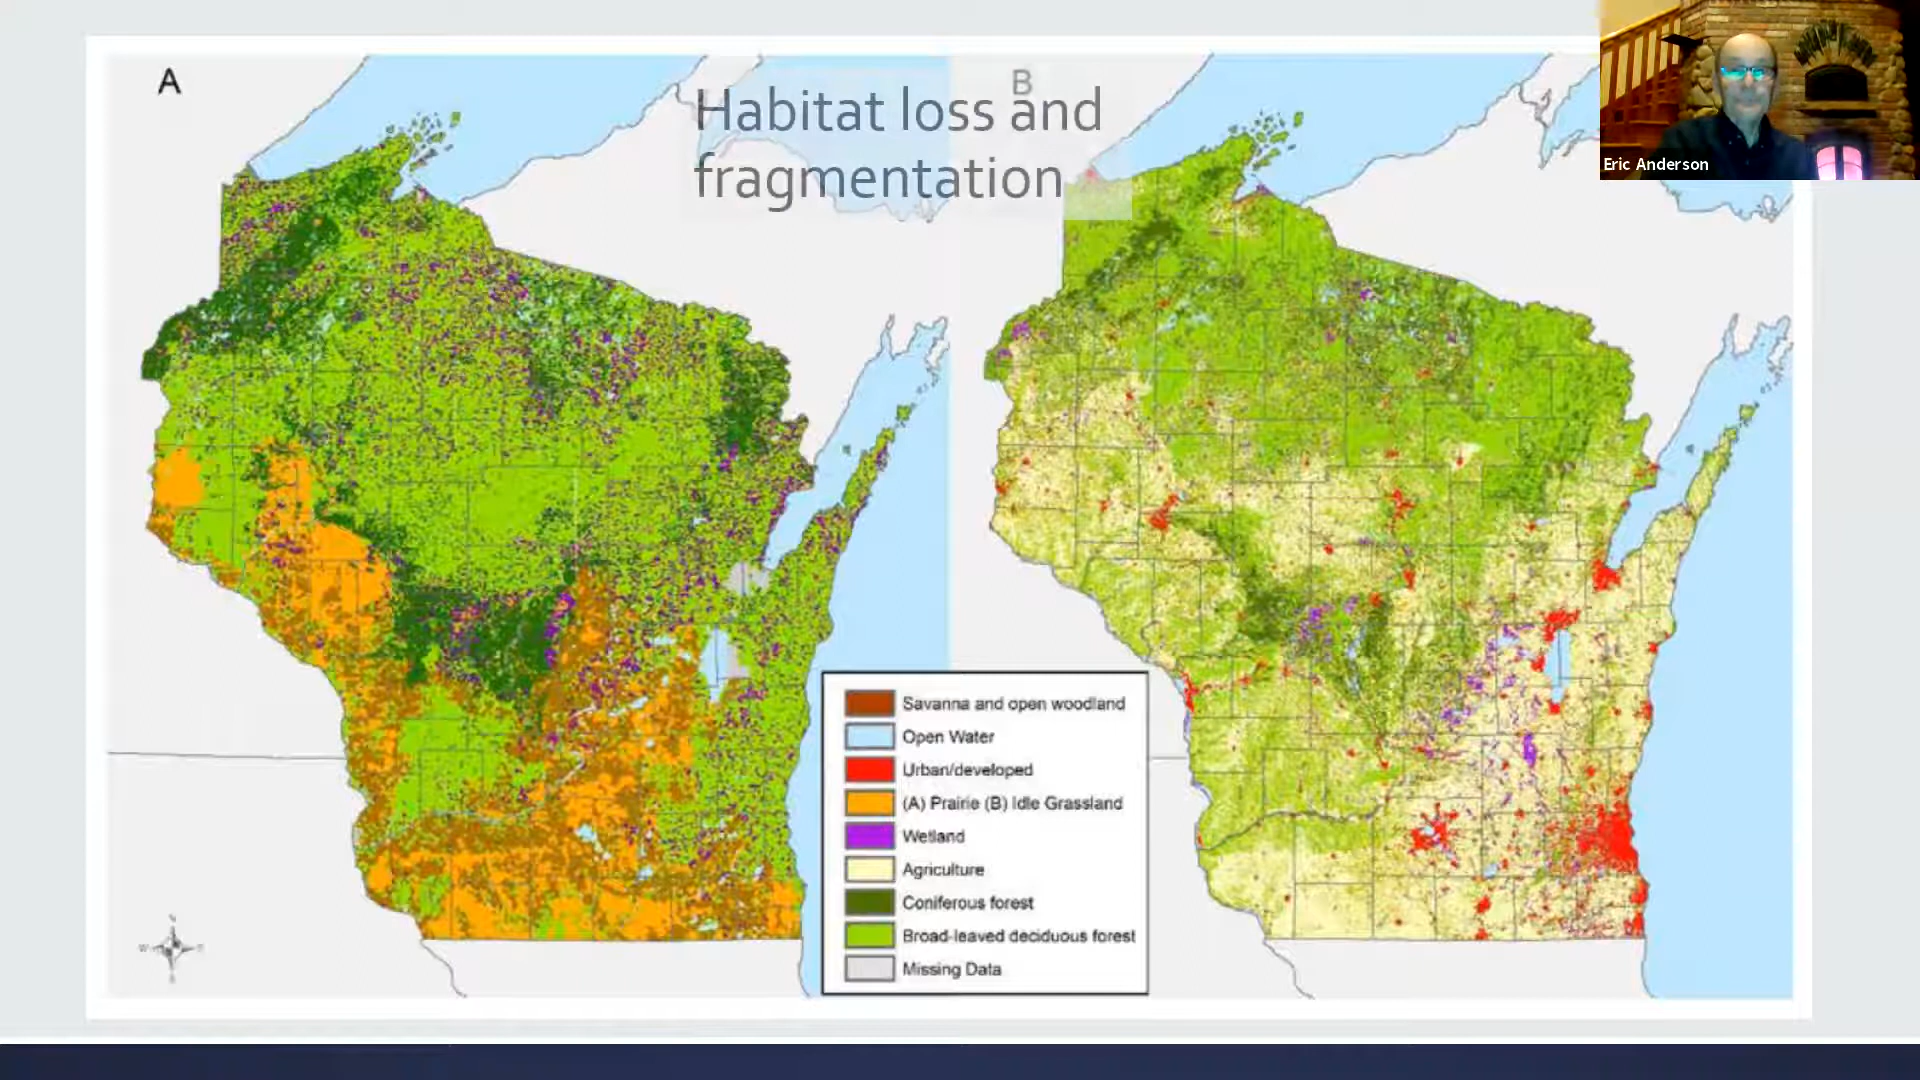 A
B
Habitat loss and
fragmentation
Eric Anderson
Savanna and open woodland
Open Water
Urban/developed
(A) Prairie (B) Idle Grassland
Wetland
Agriculture
Coniferous forest
Broad-leaved deciduous forest
Missing Data